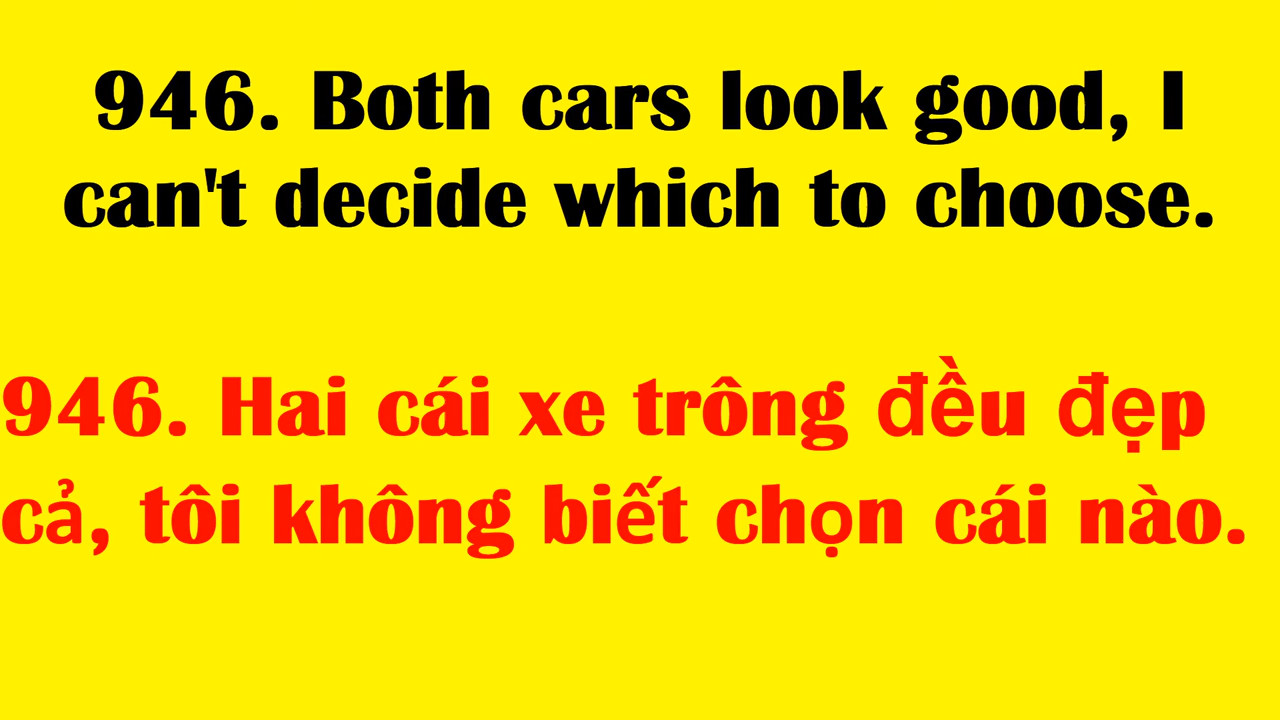 946. Both cars look good, I
can't decide which to choose.
946. Hai cái xe trông đều đẹp
cả, tôi không biết chọn cái nào.